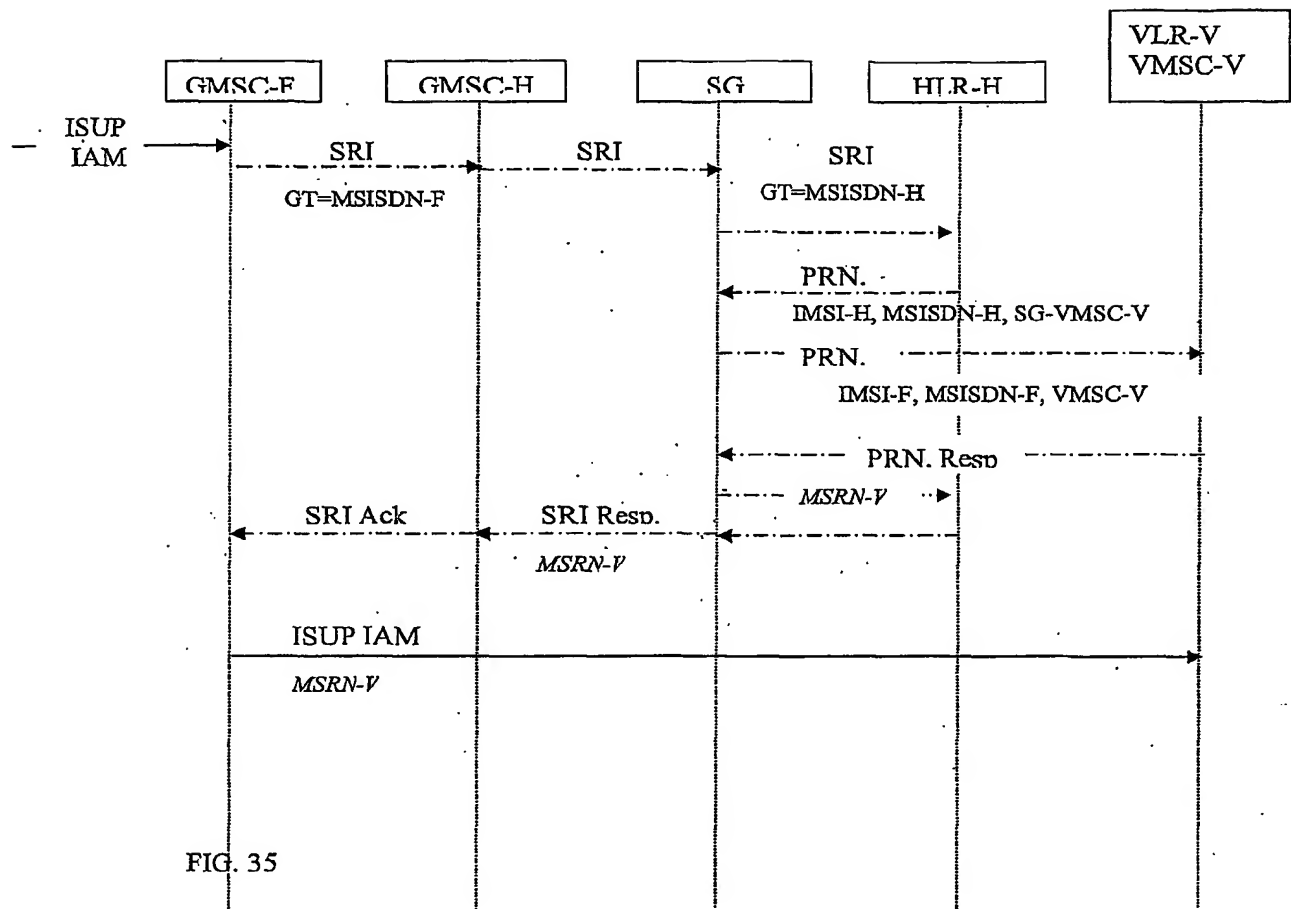 VLR-V
VMSC-V
GMSC-F
GMSC-H
SG
HLR-H
ISUP
IAM
SRI
SRI
SRI
GT=MSISDN-F
GT=MSISDN-H
PRN.
IMSI-H, MSISDN-H, SG-VMSC-V
PRN.
IMSI-F, MSISDN-F, VMSC-V
PRN. Resp
MSRN-V
SRI Ack
SRI Resp.
MSRN-V
ISUP IAM
MSRN-V
FIG. 35